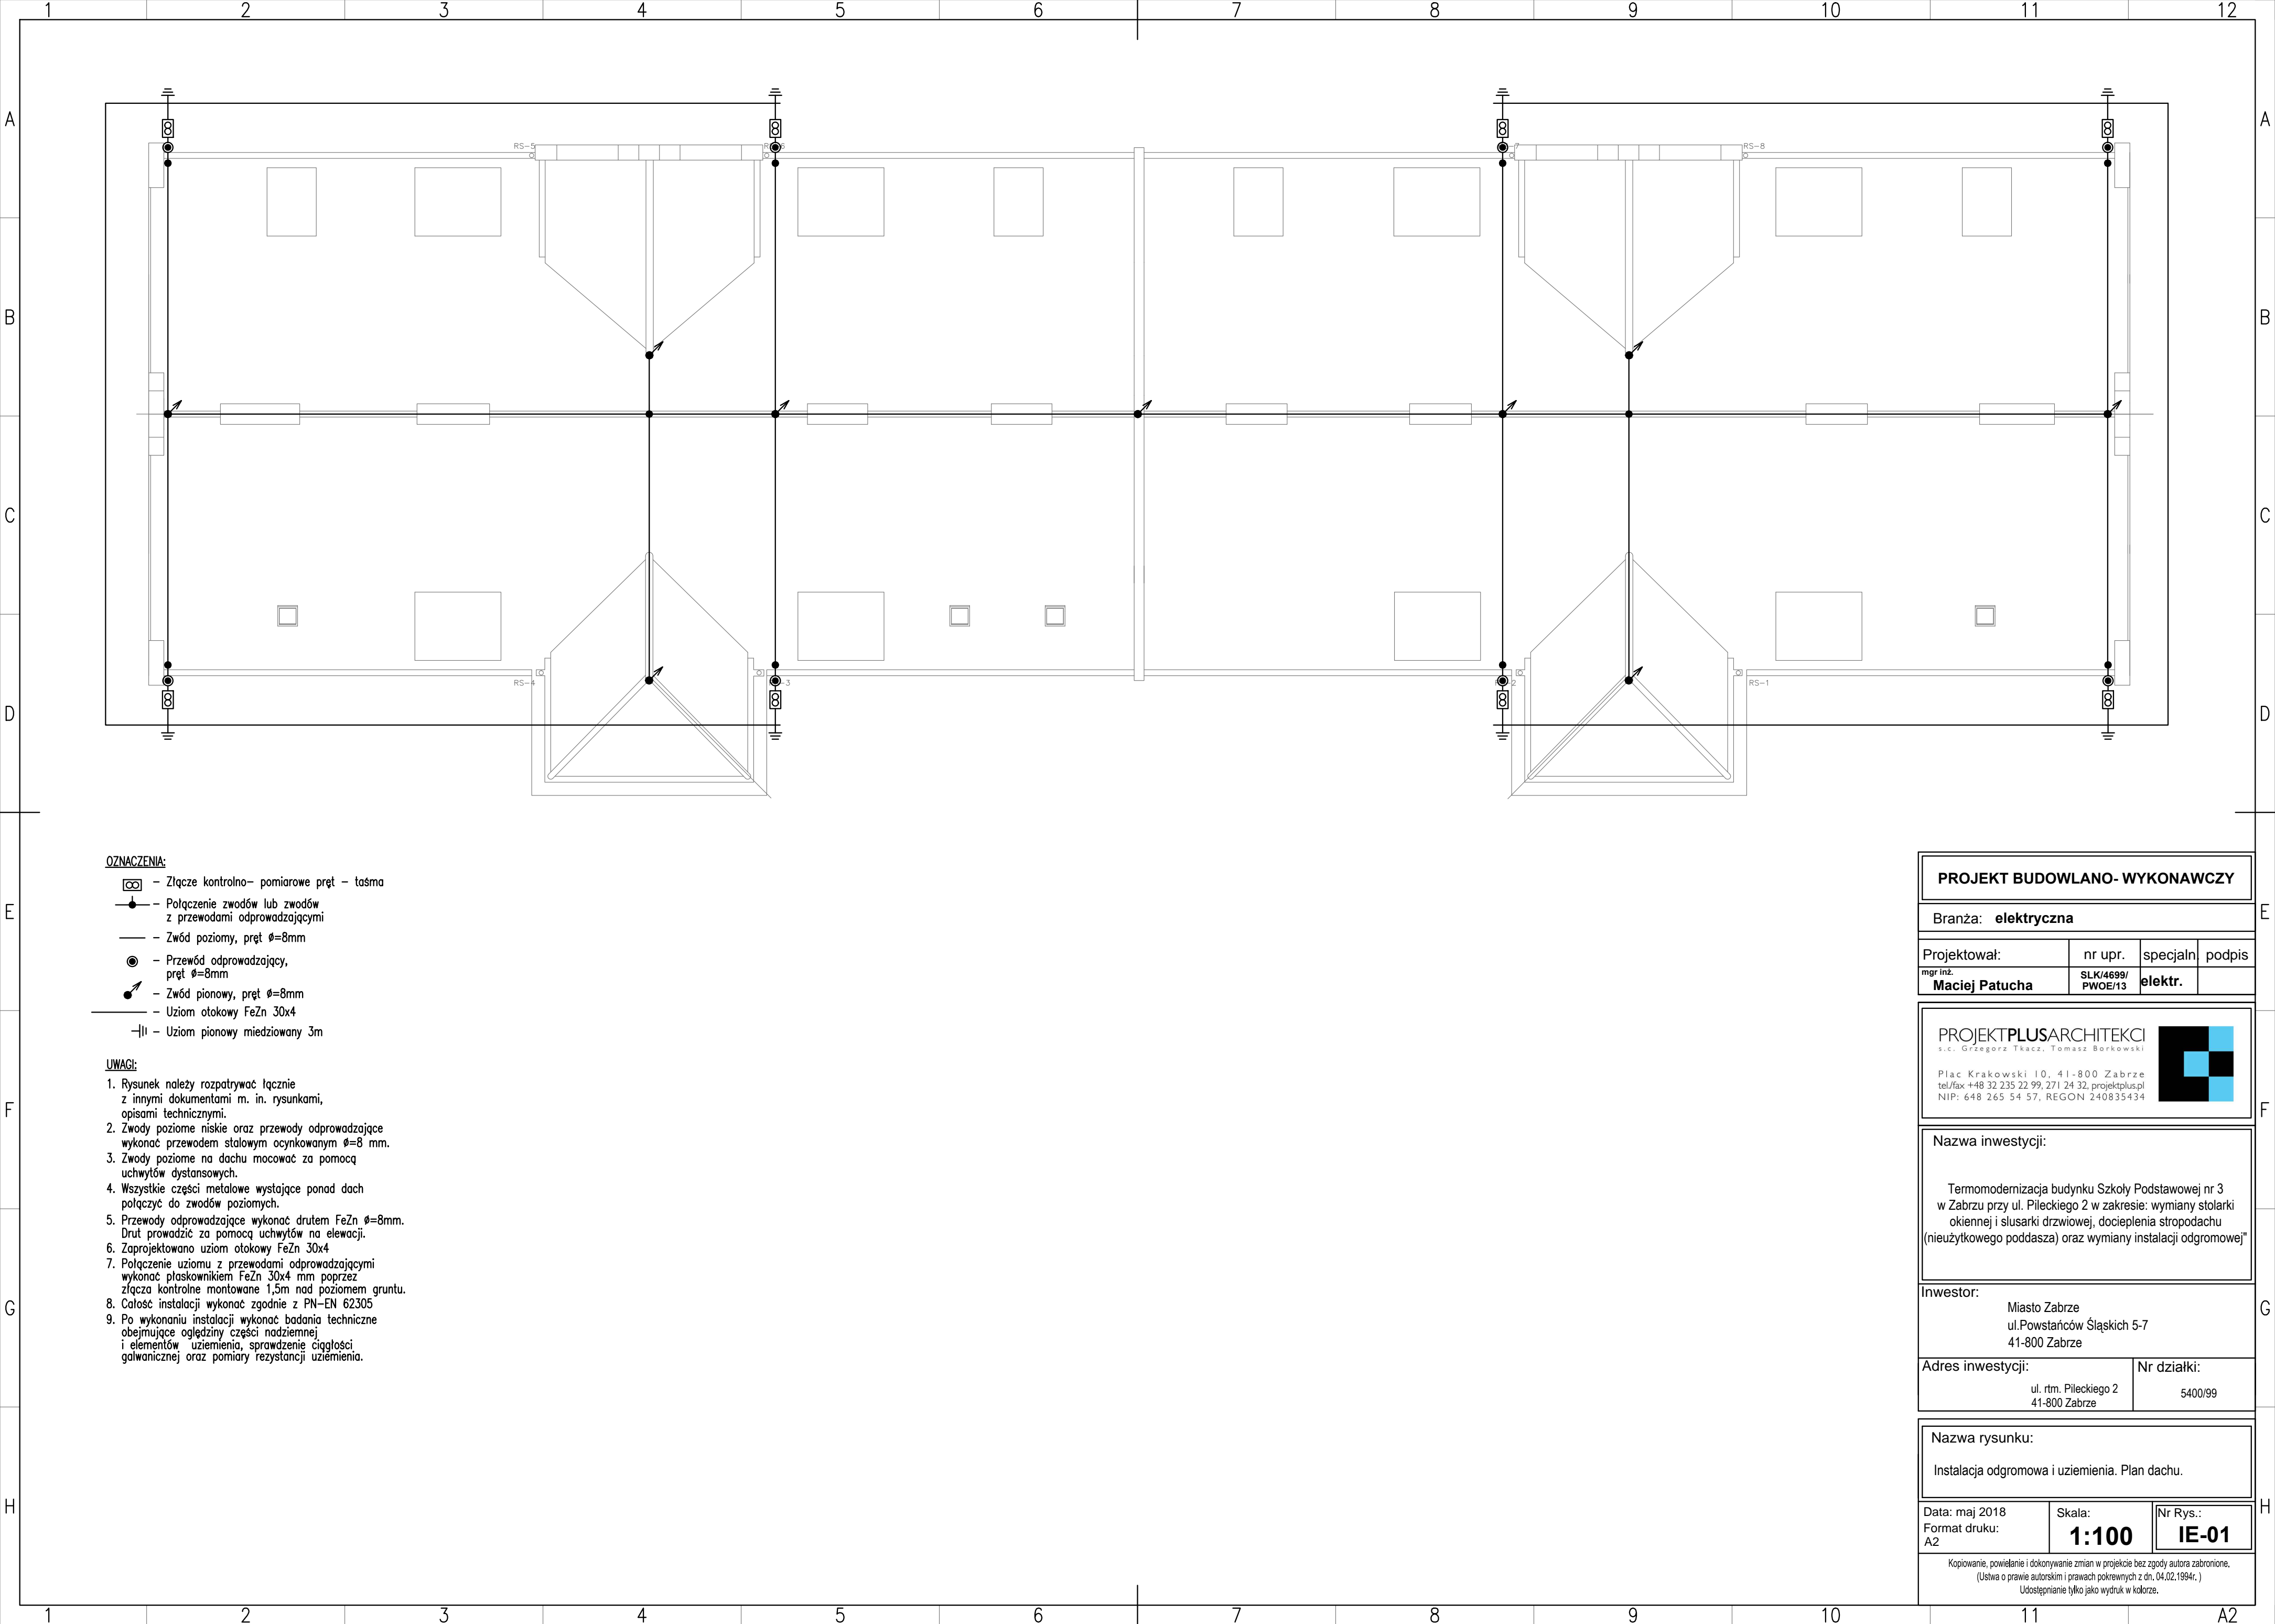 1 2 3 4 5 6 7 8 9 10 11 12
A A
RS-5
RS-8
B B
C C
RS-4
RS-1
D D
OZNACZENIA:
– Złącze kontrolno– pomiarowe pręt – taśma
– Połączenie zwodów lub zwodów
z przewodami odprowadzającymi
– Zwód poziomy, pręt ø=8mm
– Przewód odprowadzający,
pręt ø=8mm
– Zwód pionowy, pręt ø=8mm
– Uziom otokowy FeZn 30x4
– Uziom pionowy miedziowany 3m
UWAGI:
1. Rysunek należy rozpatrywać łącznie
z innymi dokumentami m. in. rysunkami,
opisami technicznymi.
2. Zwody poziome niskie oraz przewody odprowadzające
wykonać przewodem stalowym ocynkowanym ø=8 mm.
3. Zwody poziome na dachu mocować za pomocą
uchwytów dystansowych.
4. Wszystkie części metalowe wystające ponad dach
połączyć do zwodów poziomych.
5. Przewody odprowadzające wykonać drutem FeZn ø=8mm.
Drut prowadzić za pomocą uchwytów na elewacji.
6. Zaprojektowano uziom otokowy FeZn 30x4
7. Połączenie uziomu z przewodami odprowadzającymi
wykonać płaskownikiem FeZn 30x4 mm poprzez
złącza kontrolne montowane 1,5m nad poziomem gruntu.
8. Całość instalacji wykonać zgodnie z PN–EN 62305
9. Po wykonaniu instalacji wykonać badania techniczne
obejmujące oględziny części nadziemnej
i elementów uziemienia, sprawdzenie ciągłości
galwanicznej oraz pomiary rezystancji uziemienia.
E E
F F
G G
H H
PROJEKT BUDOWLANO- WYKONAWCZY
Branża: elektryczna
Projektował: nr upr. specjaln. podpis
mgr inż.
Maciej Patucha
SLK/4699/
PWOE/13
elektr.
PROJEKTPLUSARCHITEKCI
s.c. Grzegorz Tkacz, Tomasz Borkowski
Plac Krakowski 10, 41-800 Zabrze
tel./fax +48 32 235 22 99, 271 24 32, projektplus.pl
NIP: 648 265 54 57, REGON 240835434
Nazwa inwestycji:
Termomodernizacja budynku Szkoły Podstawowej nr 3
w Zabrzu przy ul. Pileckiego 2 w zakresie: wymiany stolarki
okiennej i slusarki drzwiowej, docieplenia stropodachu
(nieużytkowego poddasza) oraz wymiany instalacji odgromowej"
Inwestor:
Miasto Zabrze
ul.Powstańców Śląskich 5-7
41-800 Zabrze
Adres inwestycji: Nr działki:
ul. rtm. Pileckiego 2
41-800 Zabrze
5400/99
Nazwa rysunku:
Instalacja odgromowa i uziemienia. Plan dachu.
Data: maj 2018
Format druku:
A2
Skala:
1:100
Nr Rys.:
IE-01
Kopiowanie, powielanie i dokonywanie zmian w projekcie bez zgody autora zabronione.
(Ustwa o prawie autorskim i prawach pokrewnych z dn. 04.02.1994r. )
Udostępnianie tylko jako wydruk w kolorze.
1 2 3 4 5 6 7 8 9 10 11 A2